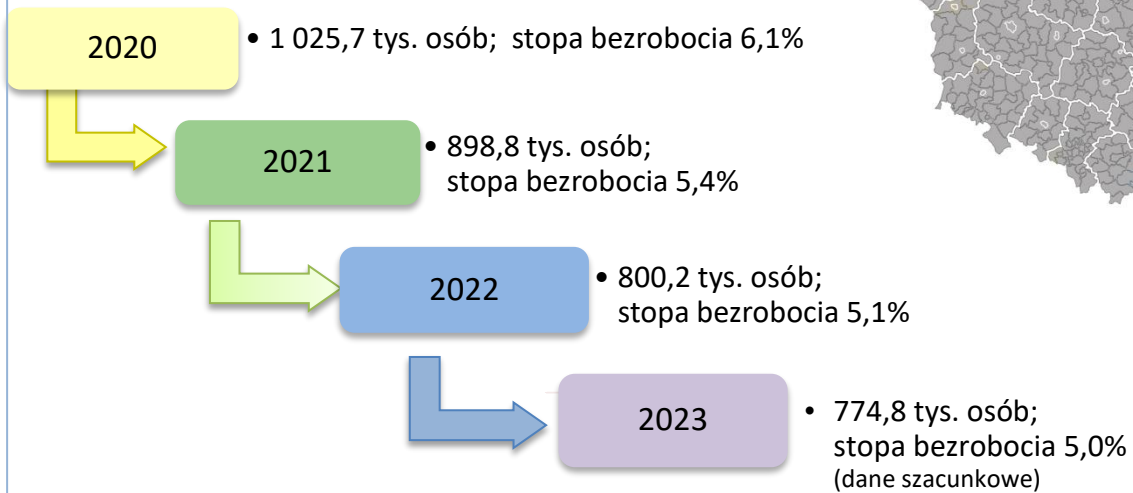 2020
• 1 025,7 tys. osób; stopa bezrobocia 6,1%
2021
• 898,8 tys. osób;
stopa bezrobocia 5,4%
2022
• 800,2 tys. osób;
stopa bezrobocia 5,1%
2023
• 774,8 tys. osób;
stopa bezrobocia 5,0%
(dane szacunkowe)